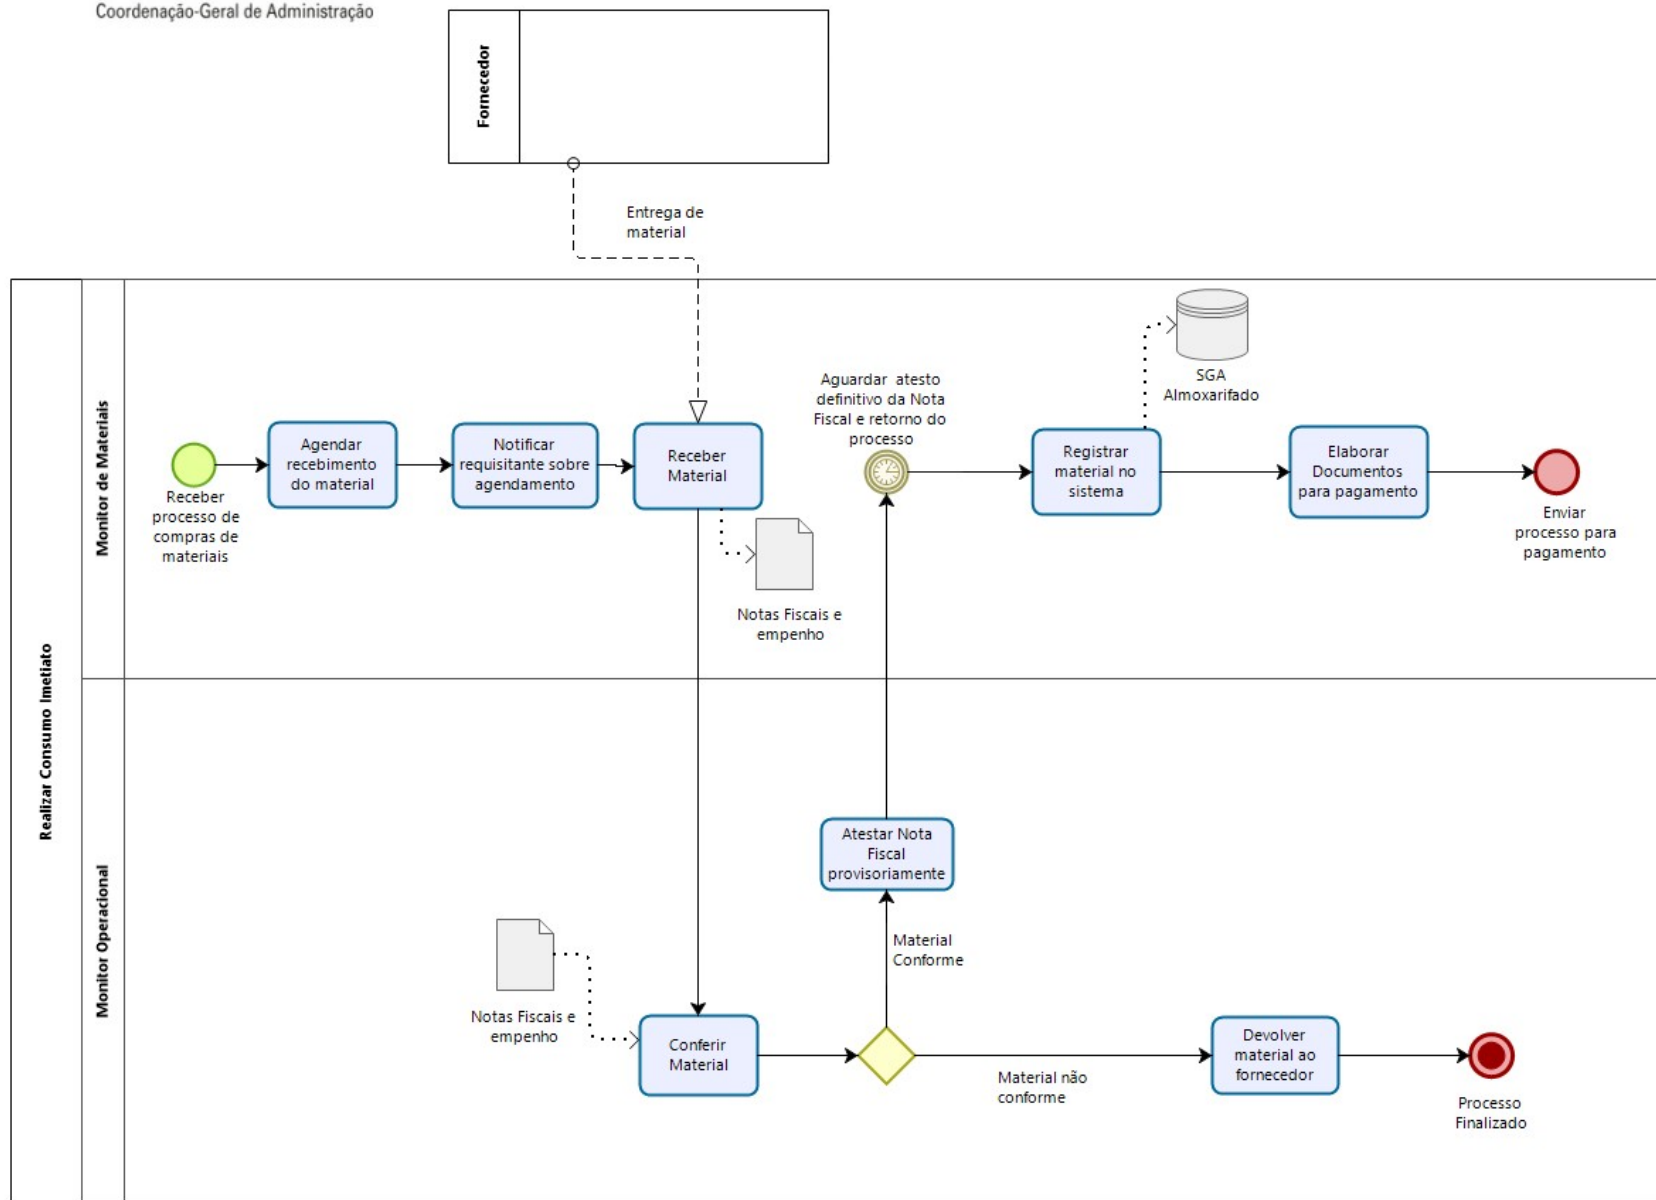 Coordenação-Geral de Administração
Fornecedor
Entrega de
material
Realizar Consumo Imetiato
Monitor de Materiais
Receber
processo de
compras de
materiais
Agendar
recebimento
do material
Notificar
requisitante sobre
agendamento
Receber
Material
Notas Fiscais e
empenho
Aguardar atesto
definitivo da Nota
Fiscal e retorno do
processo
Registrar
material no
sistema
SGA
Almoxarifado
Elaborar
Documentos
para pagamento
Enviar
processo para
pagamento
Monitor Operacional
Notas Fiscais e
empenho
Conferir
Material
Atestar Nota
Fiscal
provisoriamente
Material
Conforme
Material não
conforme
Devolver
material ao
fornecedor
Processo
Finalizado